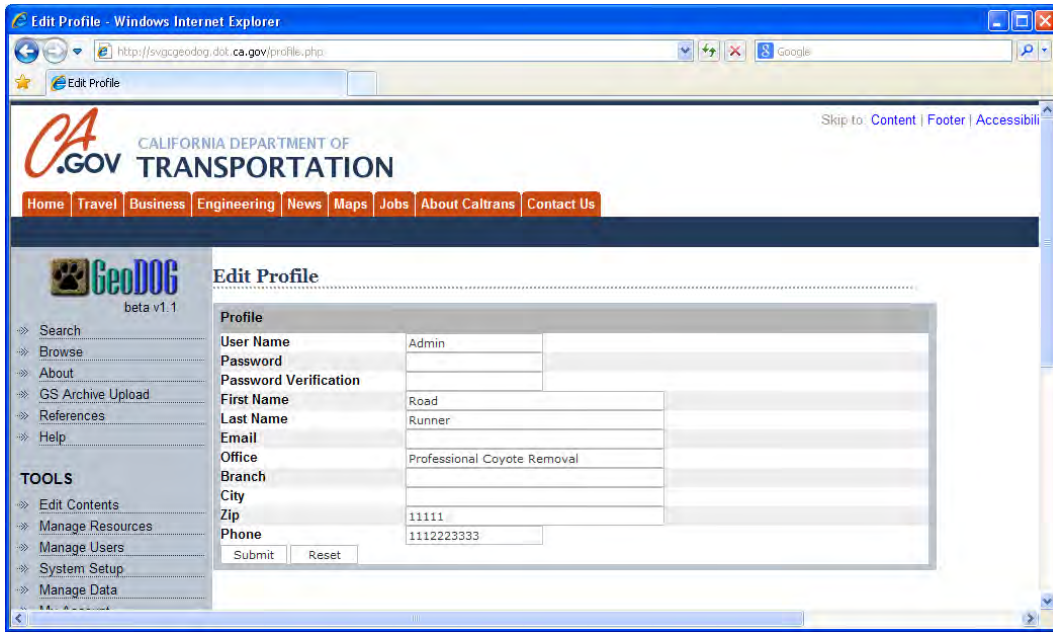 Edit Profile - Windows Internet Explorer
http://svgcgeodog.dot.ca.gov/profile.php
Google
Edit Profile
Skip to: Content | Footer | Accessibili
CA.GOV
CALIFORNIA DEPARTMENT OF
TRANSPORTATION
Home Travel Business Engineering News Maps Jobs About Caltrans Contact Us
GeoDOG
beta v1.1
Search
Browse
About
GS Archive Upload
References
Help
TOOLS
Edit Contents
Manage Resources
Manage Users
System Setup
Manage Data
My Account
Edit Profile
Profile
User Name Admin
Password
Password Verification
First Name Road
Last Name Runner
Email
Office Professional Coyote Removal
Branch
City
Zip 11111
Phone 1112223333
Submit Reset